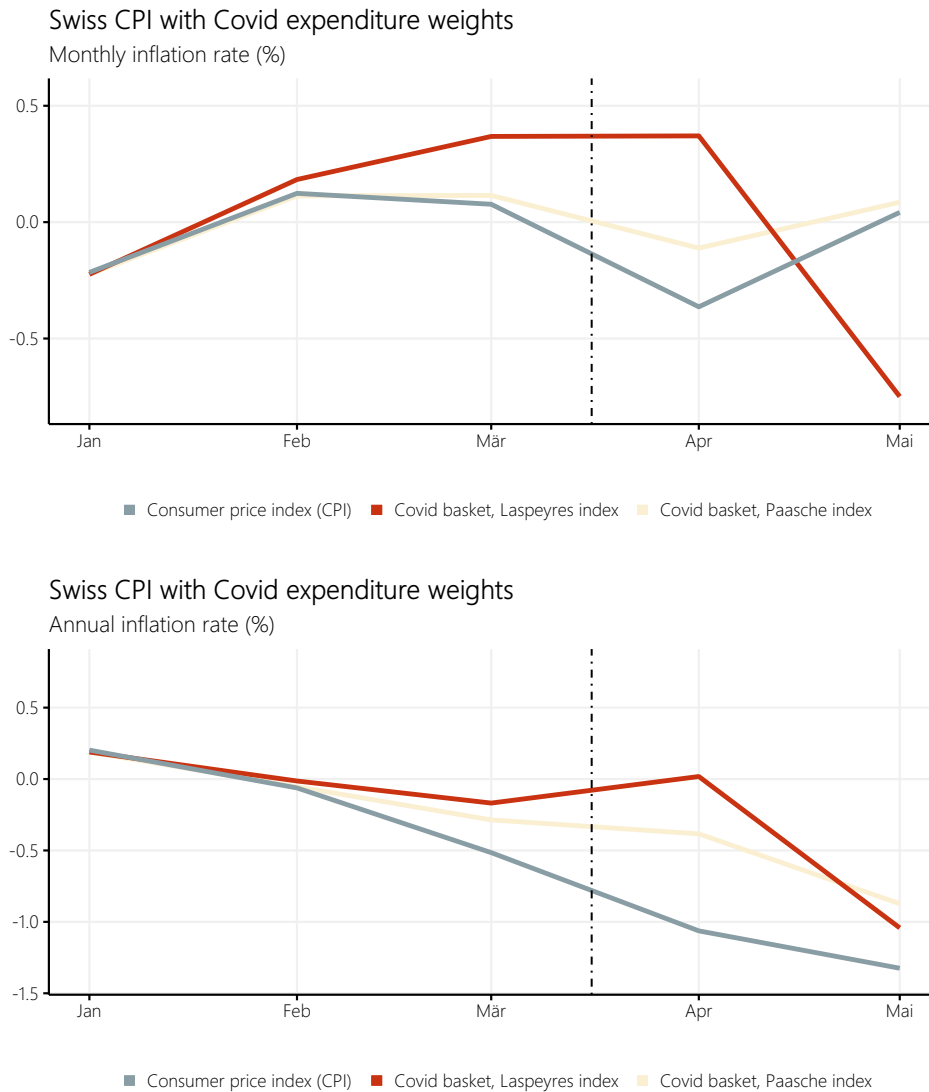 Swiss CPI with Covid expenditure weights
Monthly inflation rate (%)
0.5
0.0
-0.5
Jan Feb Mär Apr Mai
Consumer price index (CPI) Covid basket, Laspeyres index Covid basket, Paasche index
Swiss CPI with Covid expenditure weights
Annual inflation rate (%)
0.5
0.0
-0.5
-1.0
-1.5
Jan Feb Mär Apr Mai
Consumer price index (CPI) Covid basket, Laspeyres index Covid basket, Paasche index